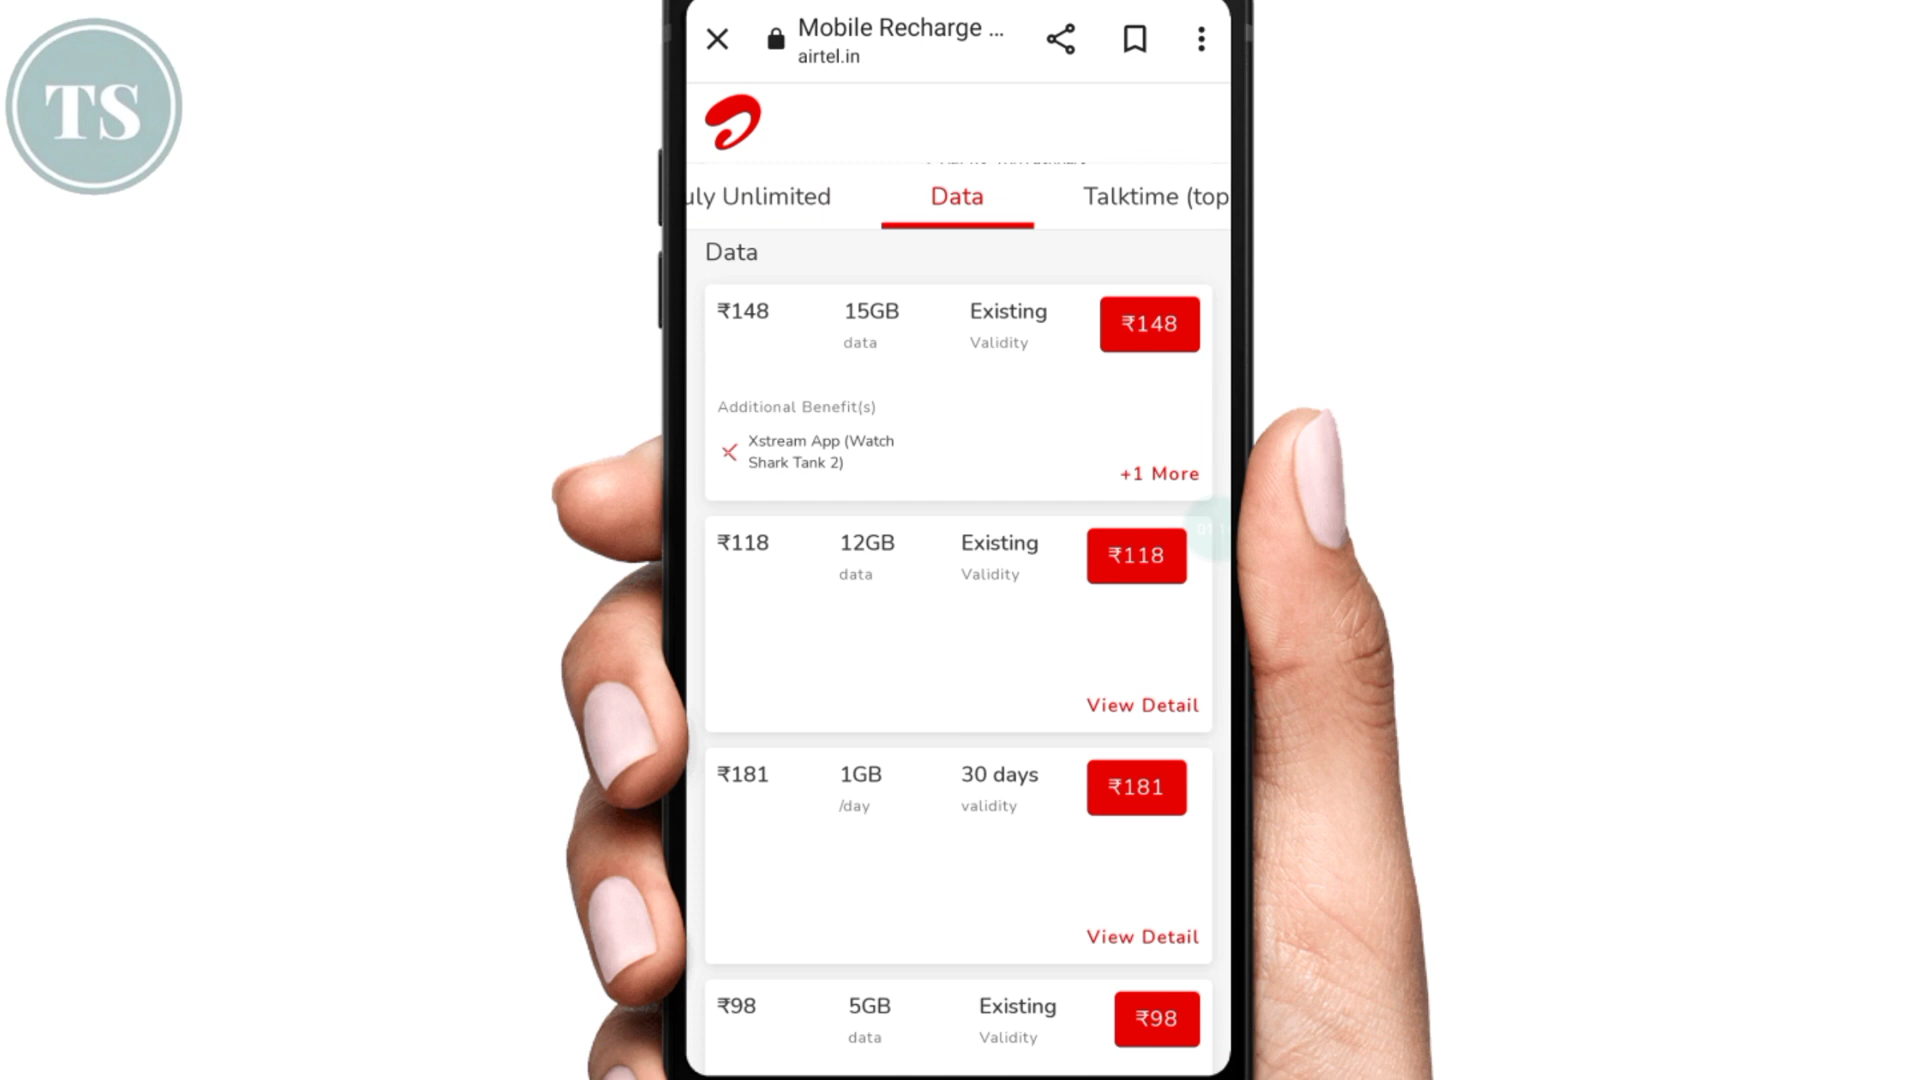 TS
Mobile Recharge ...
airtel.in
uly Unlimited
Data
Talktime (top
Data
₹148
15GB
Existing
₹148
data
Validity
Additional Benefit(s)
Xstream App (Watch
Shark Tank 2)
+1 More
₹118
12GB
Existing
₹118
data
Validity
View Detail
₹181
1GB
30 days
₹181
/day
validity
View Detail
₹98
5GB
Existing
₹98
data
Validity